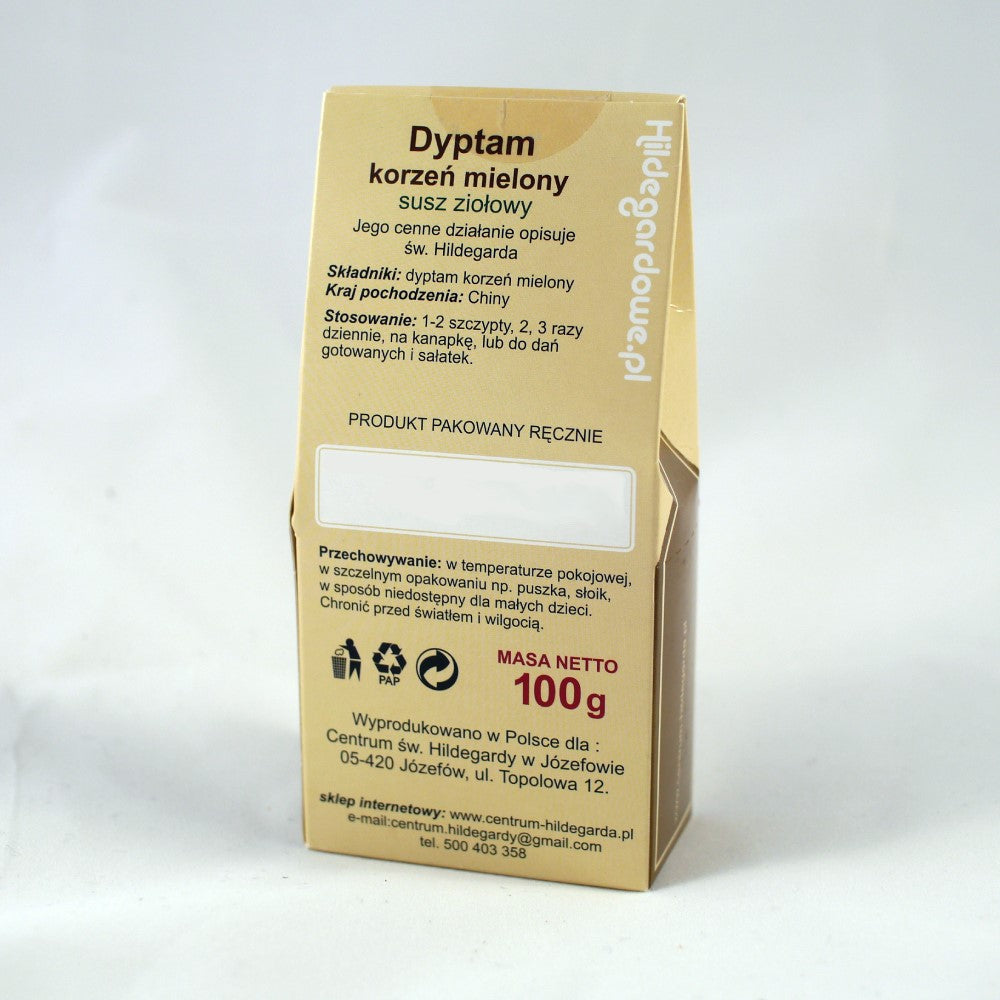 Dyptam
korzeń mielony
susz ziołowy
Jego cenne działanie opisuje
św. Hildegarda
Składniki: dyptam korzeń mielony
Kraj pochodzenia: Chiny
Stosowanie: 1-2 szczypty, 2, 3 razy
dziennie, na kanapkę, lub do dań
gotowanych i sałatek.
Hildegardowe.pl
PRODUKT PAKOWANY RĘCZNIE
Przechowywanie: w temperaturze pokojowej,
w szczelnym opakowaniu np. puszka, słoik,
w sposób niedostępny dla małych dzieci.
Chronić przed światłem i wilgocią.
PAP
MASA NETTO
100g
Wyprodukowano w Polsce dla :
Centrum św. Hildegardy w Józefowie
05-420 Józefów, ul. Topolowa 12.
sklep internetowy: www.centrum-hildegarda.pl
e-mail:centrum.hildegardy@gmail.com
tel. 500 403 358